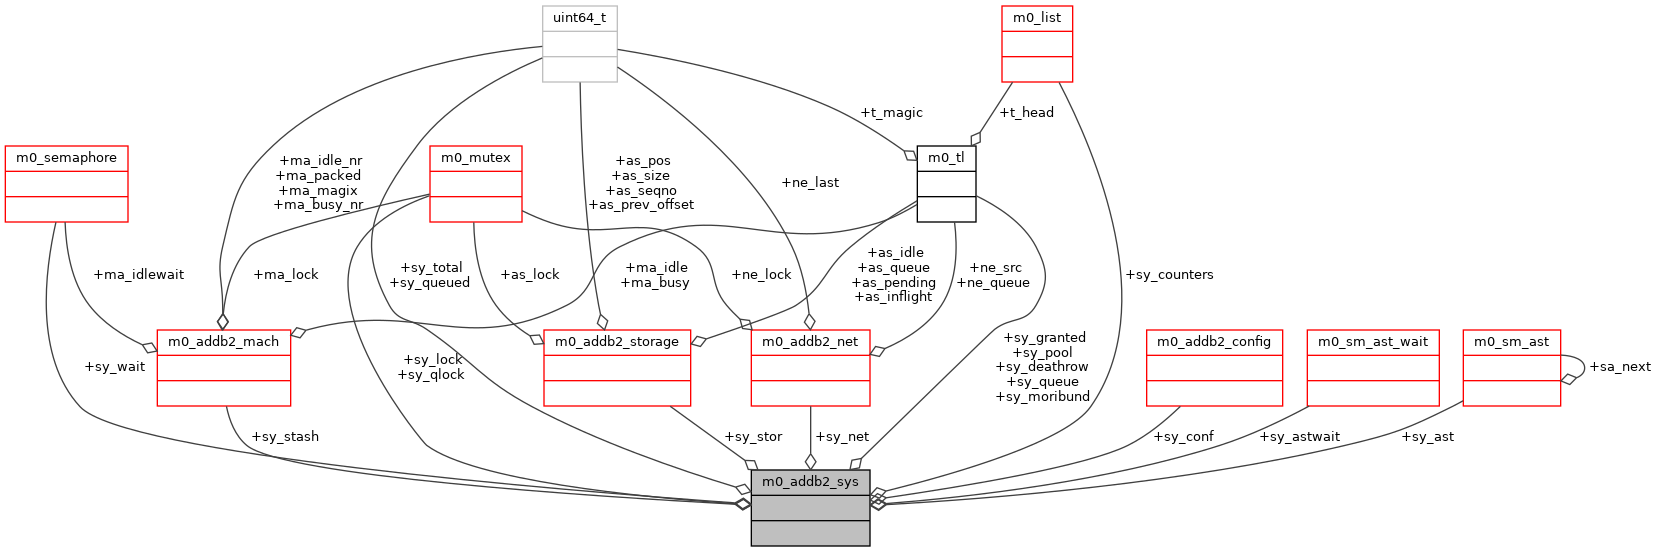 uint64_t
m0_list
+t_magic
+t_head
m0_semaphore
m0_mutex
m0_tl
+ma_idle_nr
+ma_packed
+ma_magix
+ma_busy_nr
+as_pos
+as_size
+as_seqno
+as_prev_offset
+ne_last
+ma_idlewait
+ma_lock
+sy_total
+sy_queued
+as_lock
+ma_idle
+ma_busy
+ne_lock
+as_idle
+as_queue
+as_pending
+as_inflight
+ne_src
+ne_queue
+sy_counters
m0_addb2_mach
m0_addb2_storage
m0_addb2_net
m0_addb2_config
m0_sm_ast_wait
m0_sm_ast
+sy_wait
+sy_lock
+sy_qlock
+sy_granted
+sy_pool
+sy_deathrow
+sy_queue
+sy_moribund
+sa_next
+sy_stash
+sy_stor
+sy_net
+sy_conf
+sy_astwait
+sy_ast
m0_addb2_sys